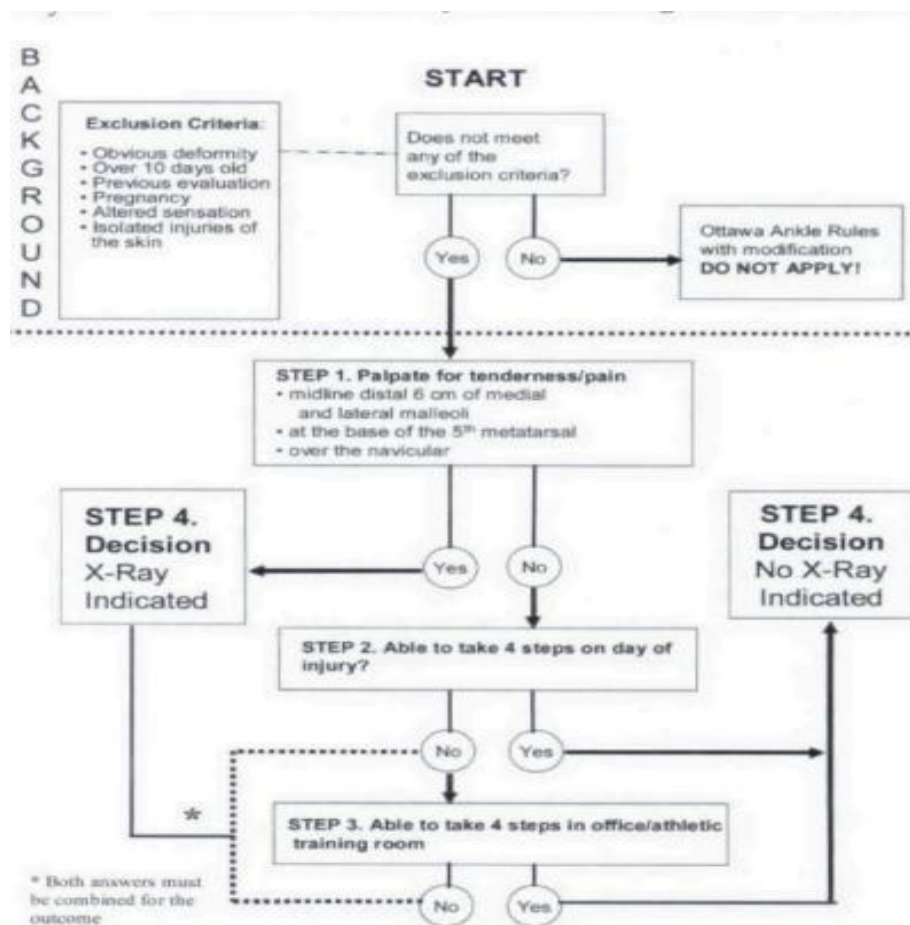 BACKGROUND
START
Exclusion Criteria:
• Obvious deformity
• Over 10 days old
• Previous evaluation
• Pregnancy
• Altered sensation
• Isolated injuries of
the skin
Does not meet
any of the
exclusion criteria?
Yes
No
Ottawa Ankle Rules
with modification
DO NOT APPLY!
STEP 1. Palpate for tenderness/pain
• midline distal 6 cm of medial
and lateral malleoli
• at the base of the 5th metatarsal
• over the navicular
STEP 4.
Decision
X-Ray
Indicated
Yes
No
STEP 4.
Decision
No X-Ray
Indicated
STEP 2. Able to take 4 steps on day of
injury?
No
Yes
*
STEP 3. Able to take 4 steps in office/athletic
training room
No
Yes
* Both answers must
be combined for the
outcome